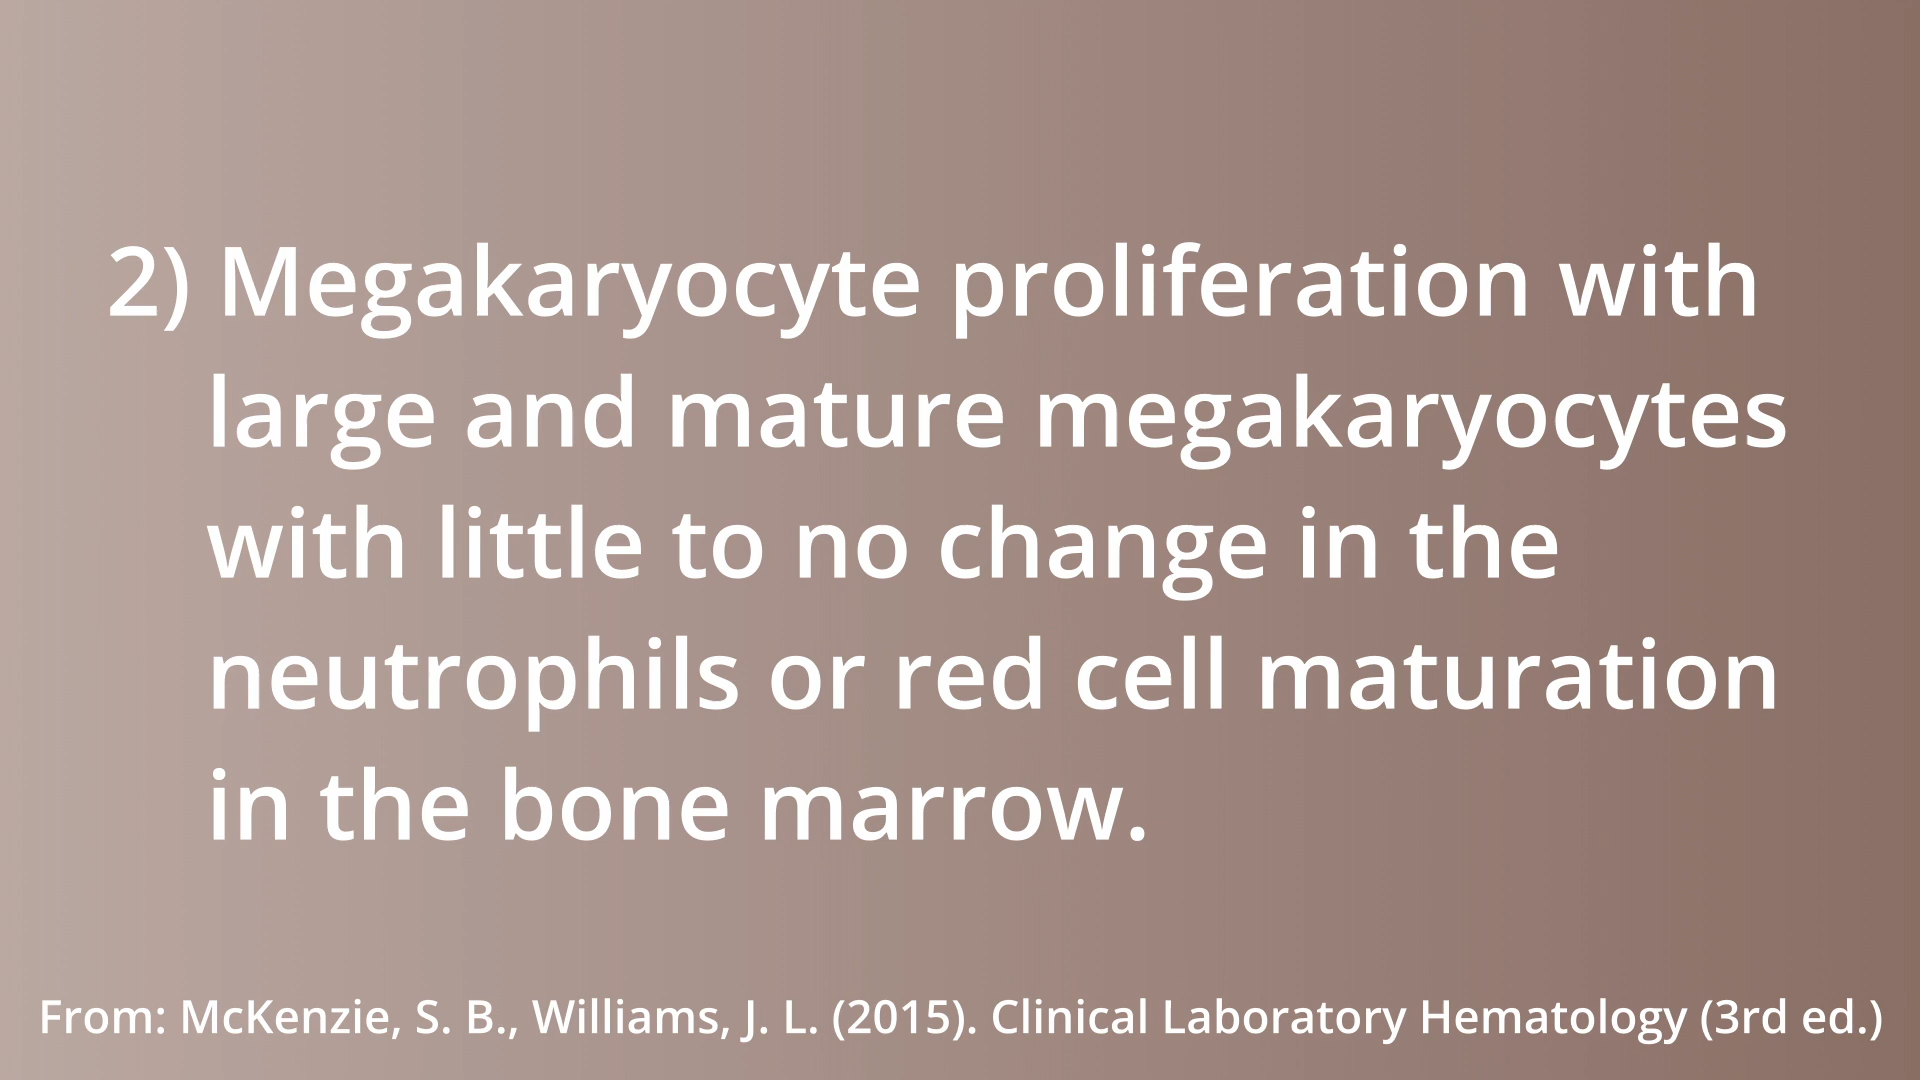 2) Megakaryocyte proliferation with
large and mature megakaryocytes
with little to no change in the
neutrophils or red cell maturation
in the bone marrow.
From: McKenzie, S. B., Williams, J. L. (2015). Clinical Laboratory Hematology (3rd ed.)